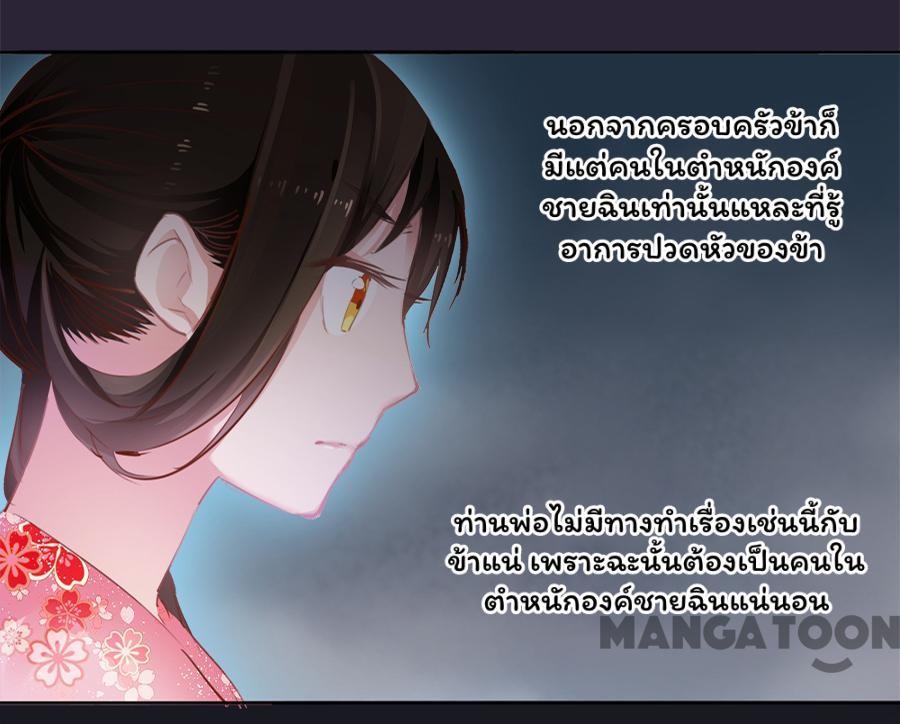 นอกจากครอบครัวข้าก็
มีแต่คนในตำหนักองค์
ชายฉินเท่านั้นแหละที่รู้
อาการปวดหัวของข้า
ท่านพ่อไม่มีทางทำเรื่องเช่นนี้กับ
ข้าแน่ เพราะฉะนั้นต้องเป็นคนใน
ตำหนักองค์ชายฉินแน่นอน
MANGA TOON